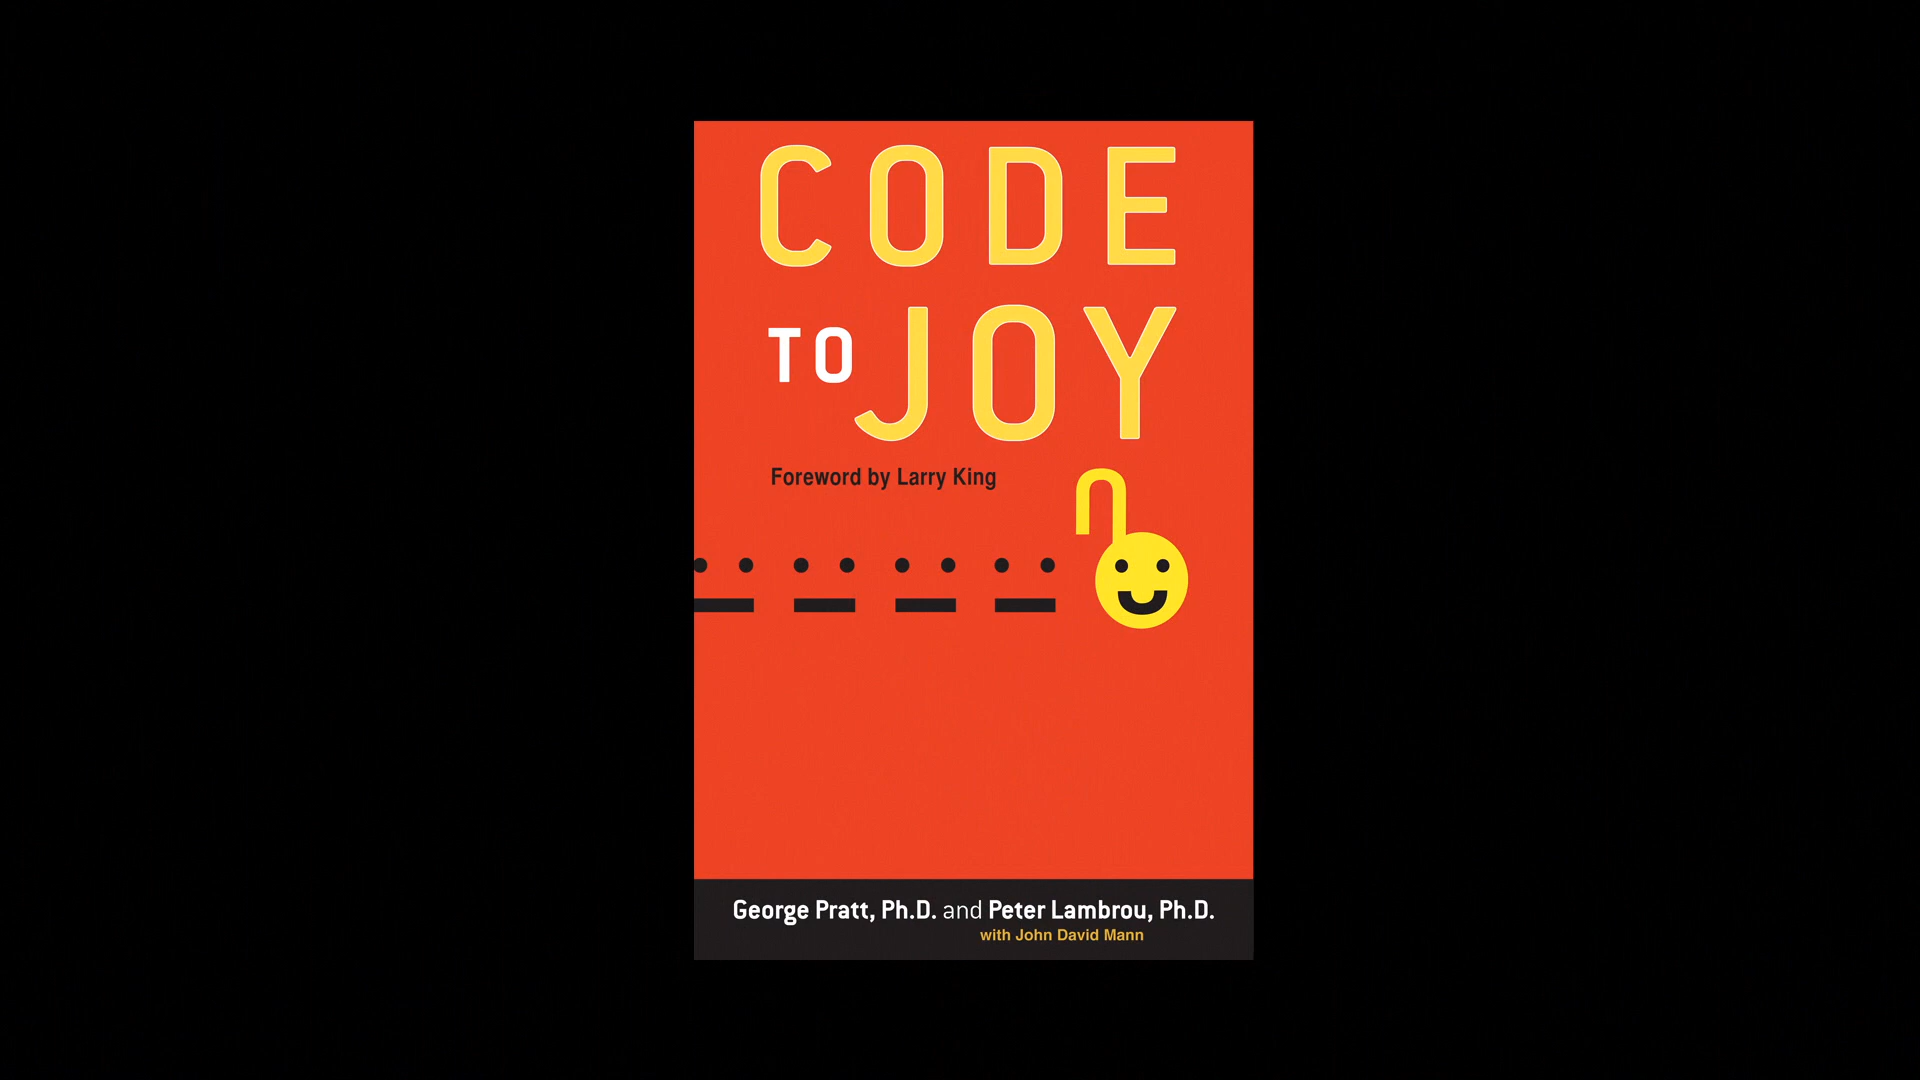 CODE
TO JOY
Foreword by Larry King
George Pratt, Ph.D. and Peter Lambrou, Ph.D.
with John David Mann